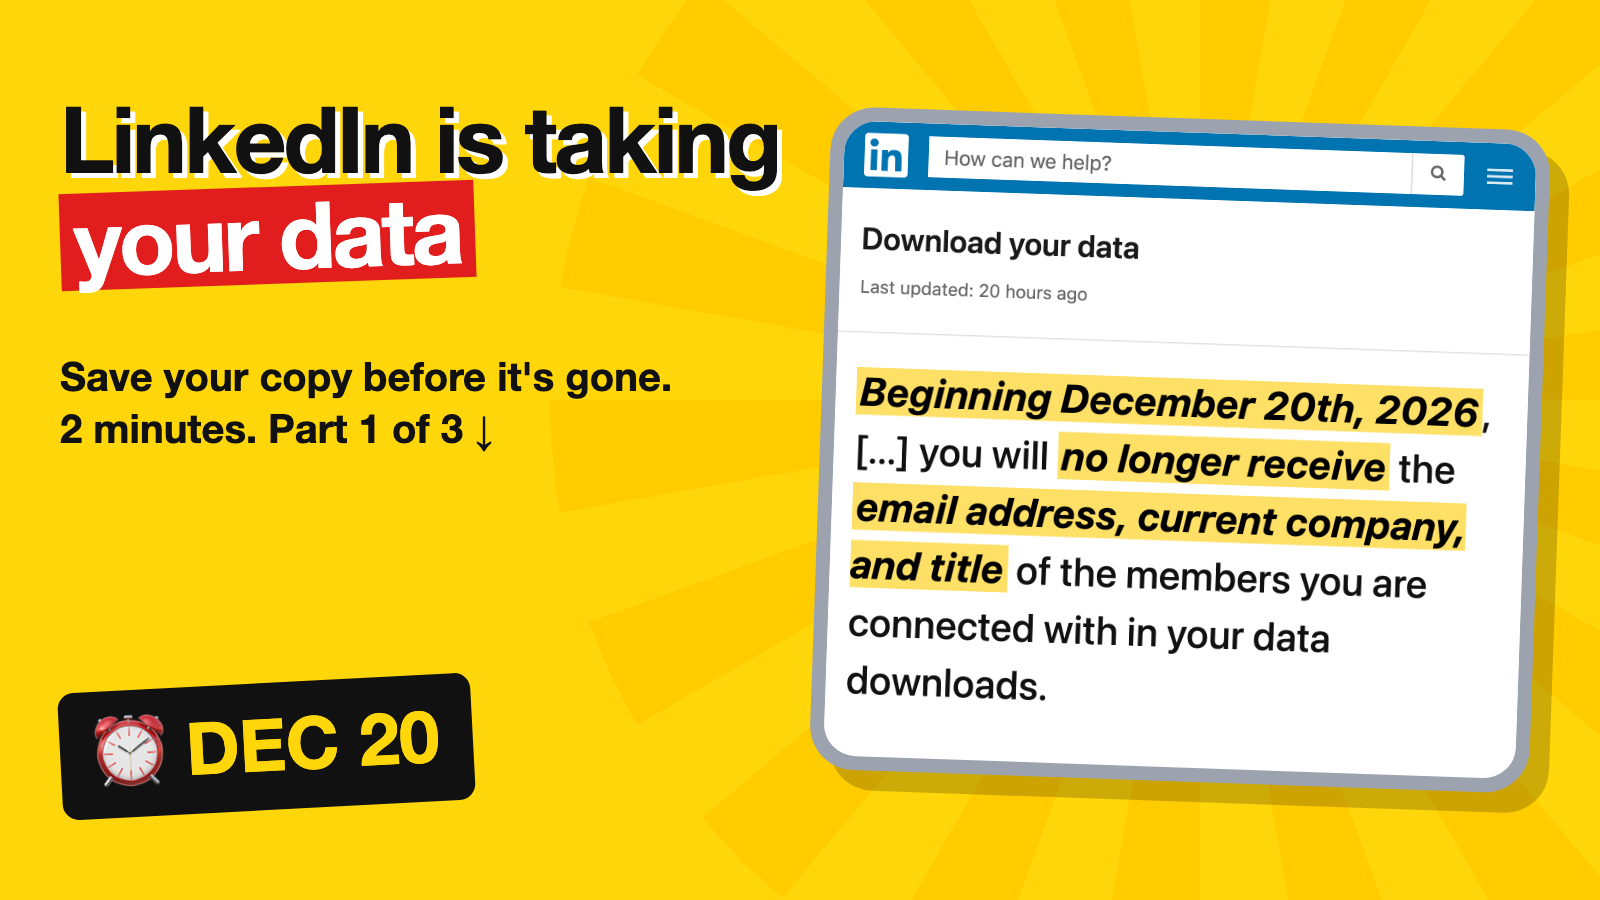 LinkedIn is taking
your data
Save your copy before it's gone.
2 minutes. Part 1 of 3 ↓
⏰ DEC 20
in
How can we help?
Download your data
Last updated: 20 hours ago
Beginning December 20th, 2026,
[...] you will no longer receive the
email address, current company,
and title of the members you are
connected with in your data
downloads.